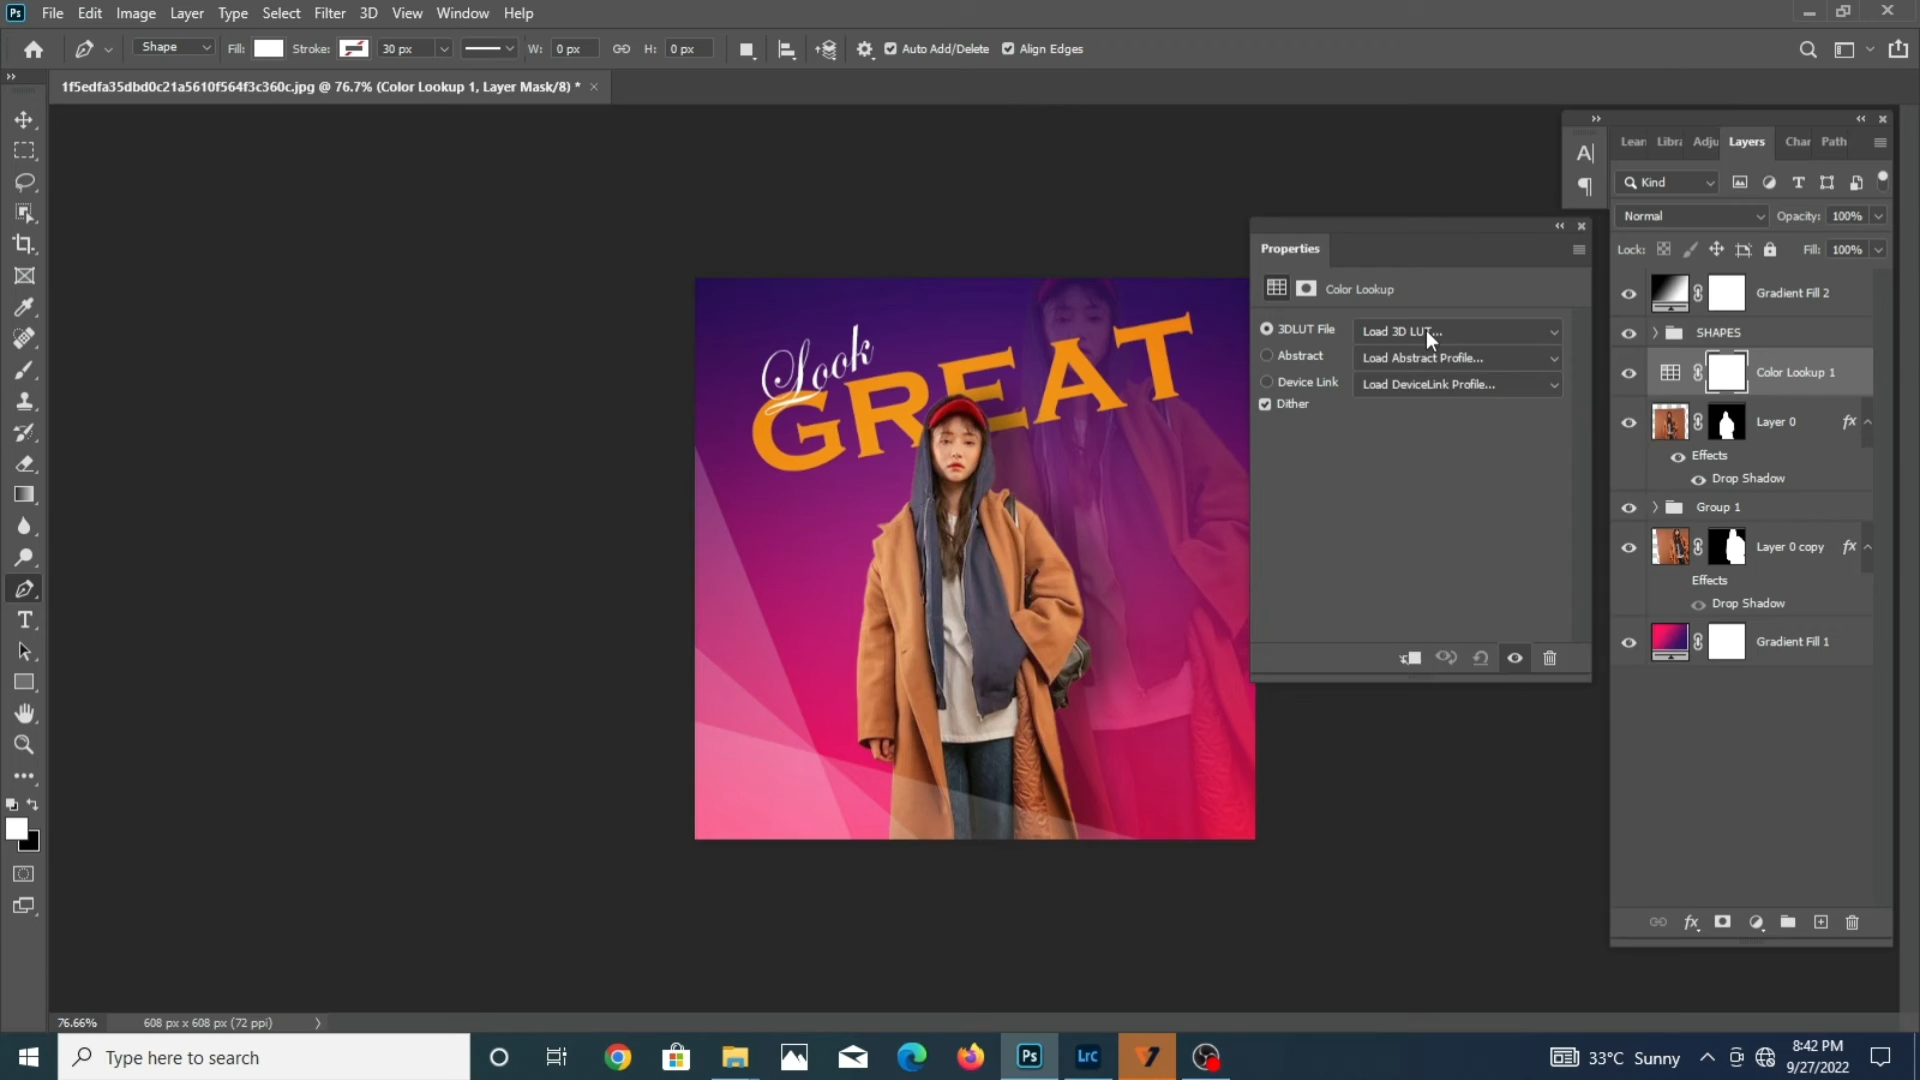 Ps File Edit Image Layer Type Select Filter 3D View Window Help
Shape Fill: Stroke: 30 px W: 0 px H: 0 px Auto Add/Delete Align Edges
1f5edfa35dbd0c21a5610f564f3c360c.jpg @ 76.7% (Color Lookup 1, Layer Mask/8) *
Lear Libra Adju Layers Char Path
Kind
Normal Opacity: 100%
Lock: Fill: 100%
Gradient Fill 2
SHAPES
Color Lookup 1
Layer 0 fx
Effects
Drop Shadow
Group 1
Layer 0 copy fx
Effects
Drop Shadow
Gradient Fill 1
Properties
Color Lookup
3DLUT File Load 3D LUT...
Abstract Load Abstract Profile...
Device Link Load DeviceLink Profile...
Dither
Look
GREAT
76.66% 608 px x 608 px (72 ppi)
Type here to search
Ps Lrc
33°C Sunny
8:42 PM
9/27/2022